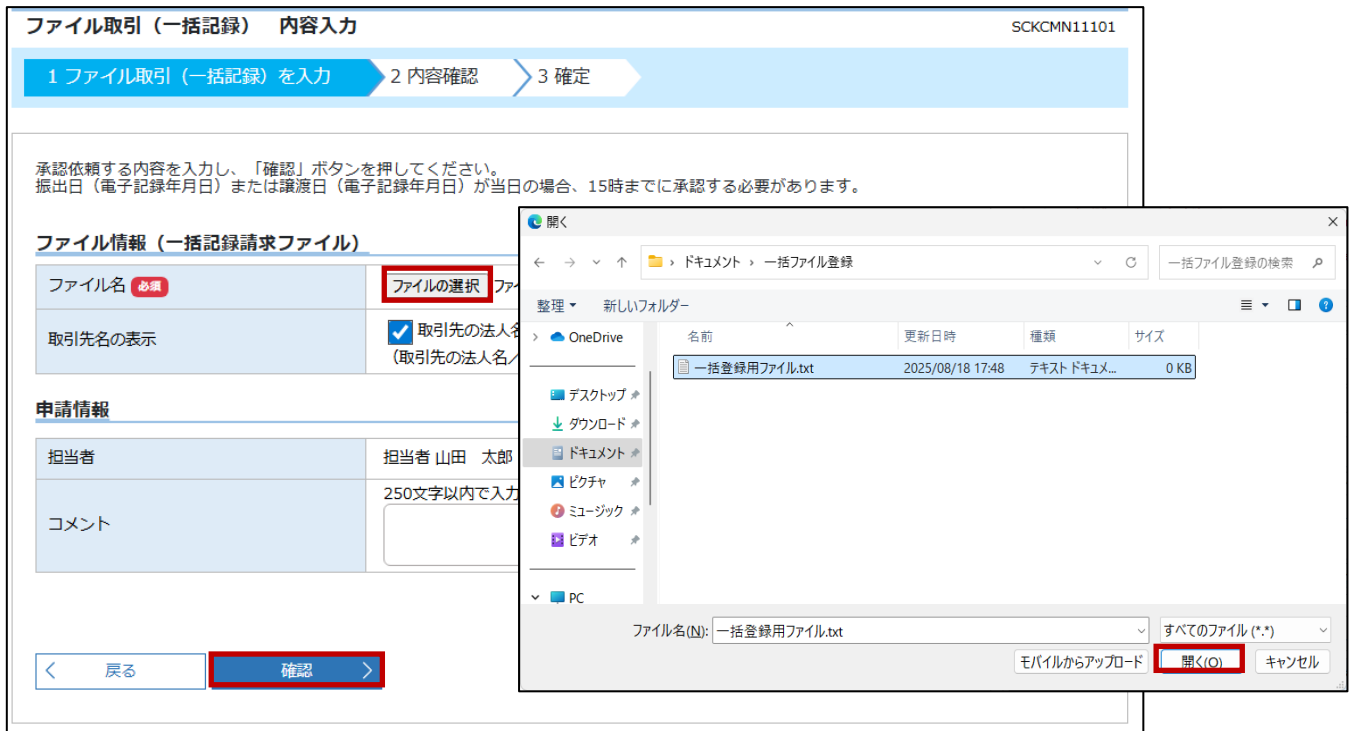 ファイル取引（一括記録）　内容入力
SCKCMN11101
1 ファイル取引（一括記録）を入力
2 内容確認
3 確定
承認依頼する内容を入力し、「確認」ボタンを押してください。
振出日（電子記録年月日）または譲渡日（電子記録年月日）が当日の場合、15時までに承認する必要があります。
ファイル情報（一括記録請求ファイル）
ファイル名 必須
ファイルの選択 ファイ
取引先名の表示
取引先の法人名
（取引先の法人名／
申請情報
担当者
担当者 山田　太郎
コメント
250文字以内で入力
戻る
確認
開く
ドキュメント › 一括ファイル登録
一括ファイル登録の検索
整理
新しいフォルダー
OneDrive
デスクトップ
ダウンロード
ドキュメント
ピクチャ
ミュージック
ビデオ
PC
名前 更新日時 種類 サイズ
一括登録用ファイル.txt 2025/08/18 17:48 テキスト ドキュメ... 0 KB
ファイル名(N): 一括登録用ファイル.txt
すべてのファイル (*.*)
モバイルからアップロード
開く(O)
キャンセル